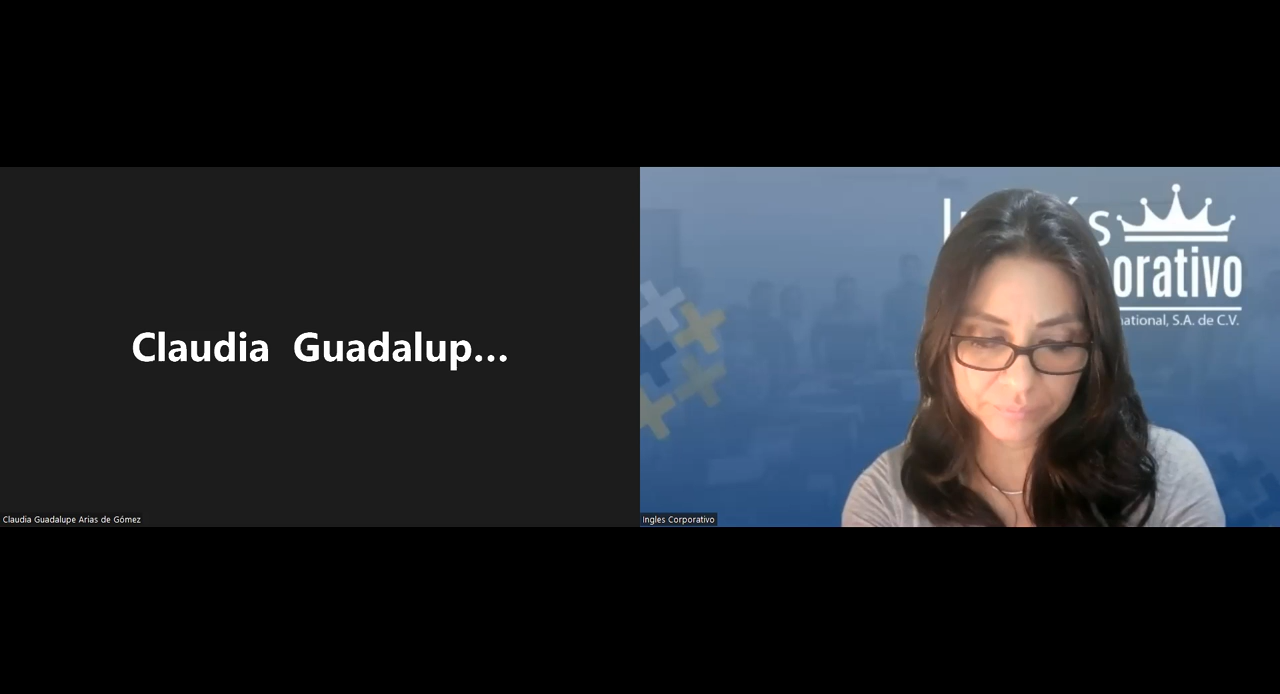 Claudia  Guadalup...
Claudia Guadalupe Arias de Gómez
s
orativo
national, S.A. de C.V.
Ingles Corporativo